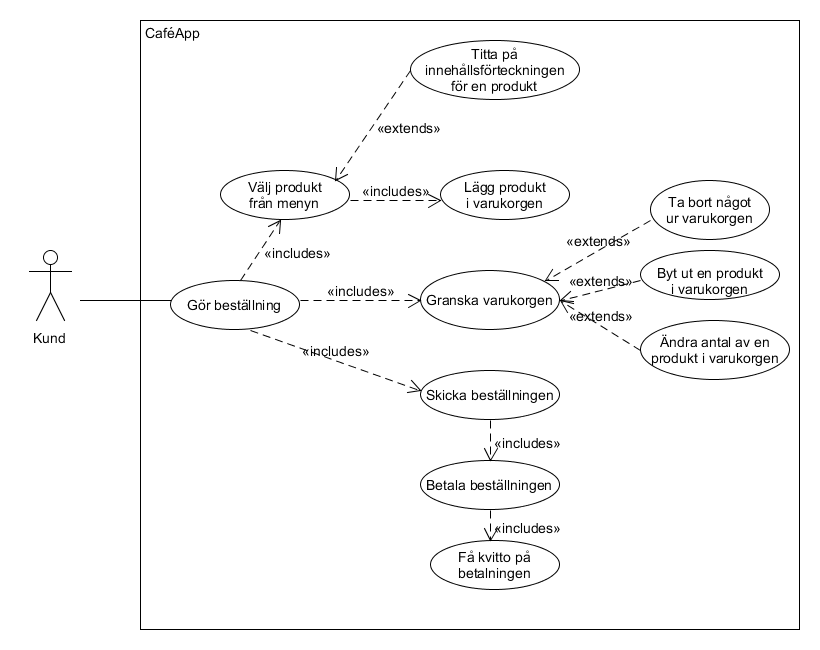 CaféApp
Titta på
innehållsförteckningen
för en produkt
«extends»
Välj produkt
från menyn
«includes»
Lägg produkt
i varukorgen
Ta bort något
ur varukorgen
«extends»
«includes»
Byt ut en produkt
i varukorgen
«extends»
Kund
Gör beställning
«includes»
Granska varukorgen
«extends»
Ändra antal av en
produkt i varukorgen
«includes»
Skicka beställningen
«includes»
Betala beställningen
«includes»
Få kvitto på
betalningen